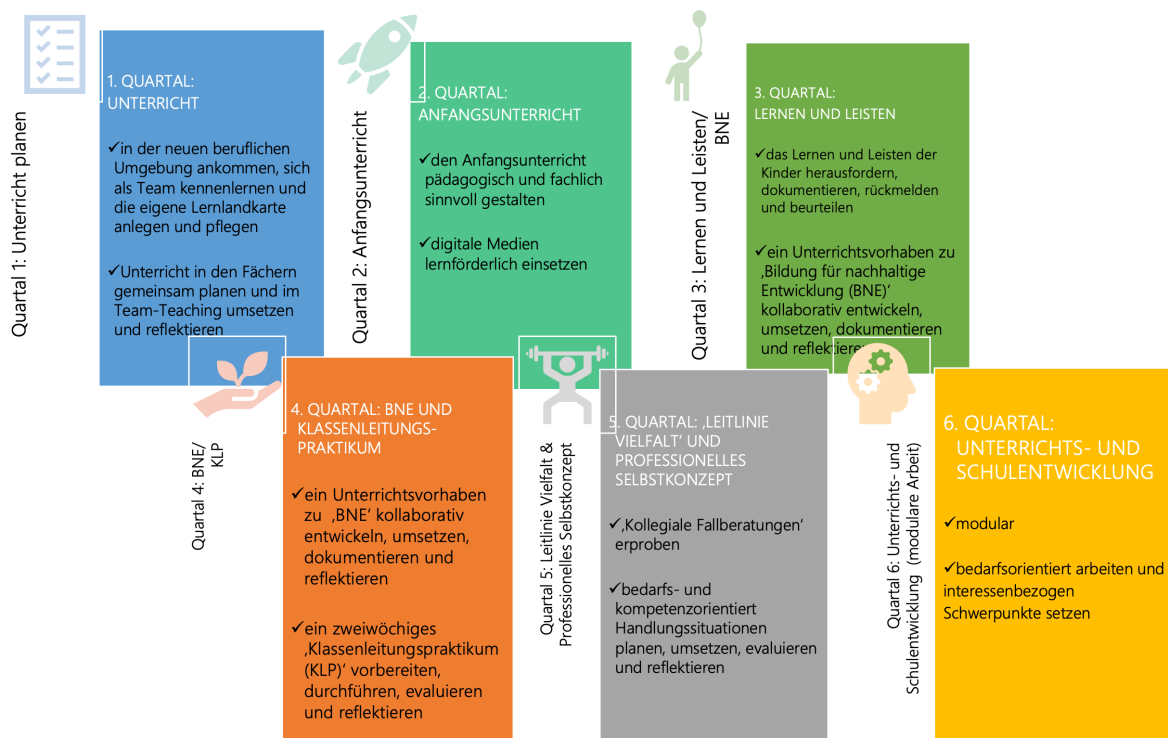 Quartal 1: Unterricht planen
1. QUARTAL:
UNTERRICHT
✓in der neuen beruflichen
Umgebung ankommen, sich
als Team kennenlernen und
die eigene Lernlandkarte
anlegen und pflegen
✓Unterricht in den Fächern
gemeinsam planen und im
Team-Teaching umsetzen
und reflektieren
Quartal 2: Anfangsunterricht
2. QUARTAL:
ANFANGSUNTERRICHT
✓den Anfangsunterricht
pädagogisch und fachlich
sinnvoll gestalten
✓digitale Medien
lernförderlich einsetzen
Quartal 3: Lernen und Leisten/
BNE
3. QUARTAL:
LERNEN UND LEISTEN
✓das Lernen und Leisten der
Kinder herausfordern,
dokumentieren, rückmelden
und beurteilen
✓ein Unterrichtsvorhaben zu
‚Bildung für nachhaltige
Entwicklung (BNE)‘
kollaborativ entwickeln,
umsetzen, dokumentieren
und reflektieren
Quartal 4: BNE/
KLP
4. QUARTAL: BNE UND
KLASSENLEITUNGS-
PRAKTIKUM
✓ein Unterrichtsvorhaben
zu ‚BNE‘ kollaborativ
entwickeln, umsetzen,
dokumentieren und
reflektieren
✓ein zweiwöchiges
‚Klassenleitungspraktikum
(KLP)‘ vorbereiten,
durchführen, evaluieren
und reflektieren
Quartal 5: Leitlinie Vielfalt &
Professionelles Selbstkonzept
5. QUARTAL: ‚LEITLINIE
VIELFALT‘ UND
PROFESSIONELLES
SELBSTKONZEPT
✓‚Kollegiale Fallberatungen‘
erproben
✓bedarfs- und
kompetenzorientiert
Handlungssituationen
planen, umsetzen, evaluieren
und reflektieren
Quartal 6: Unterrichts- und
Schulentwicklung (modulare Arbeit)
6. QUARTAL:
UNTERRICHTS- UND
SCHULENTWICKLUNG
✓modular
✓bedarfsorientiert arbeiten und
interessenbezogen
Schwerpunkte setzen